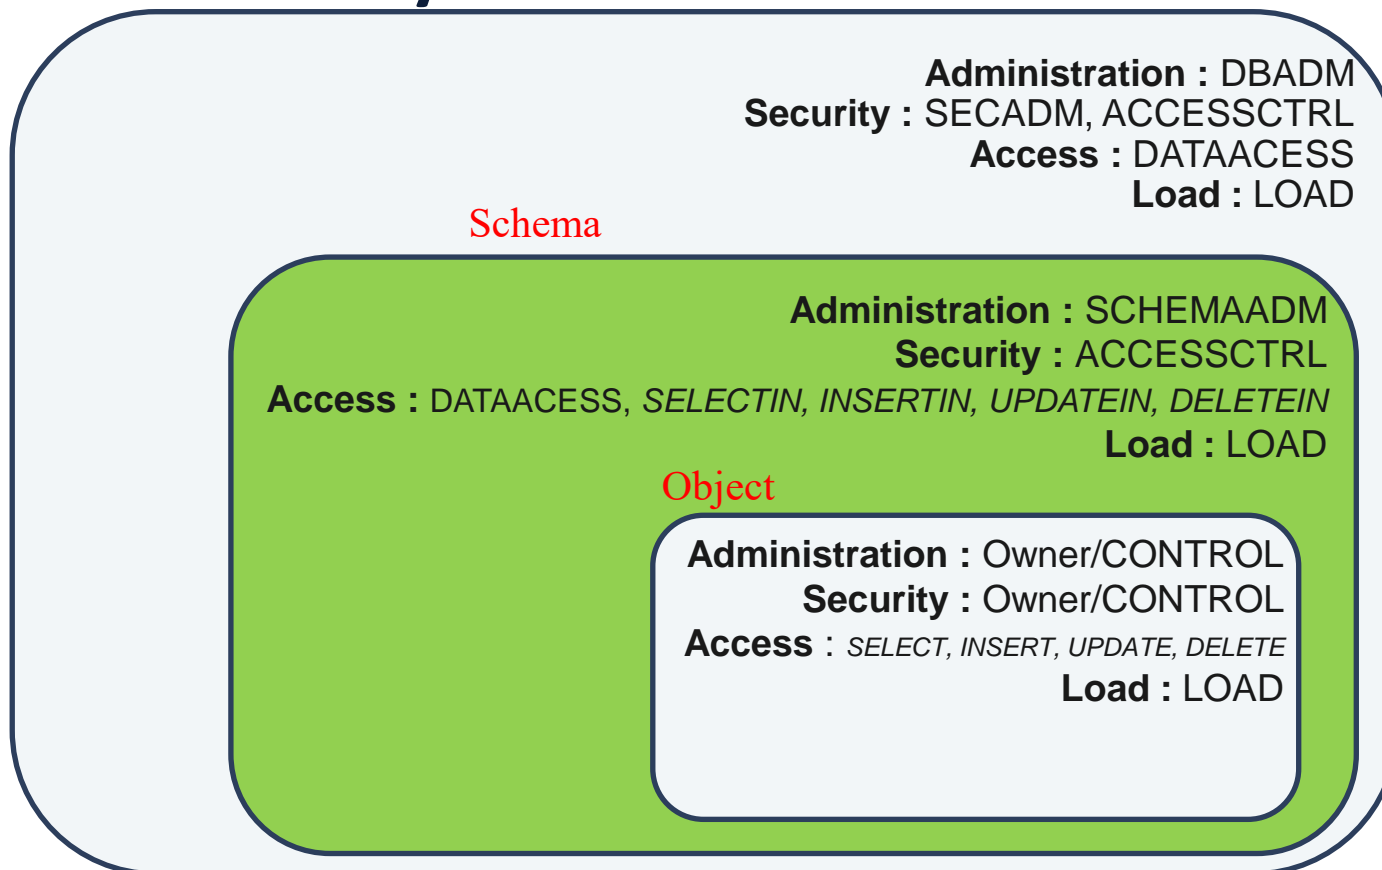 Administration : DBADM
Security : SECADM, ACCESSCTRL
Access : DATAACESS
Load : LOAD
Schema
Administration : SCHEMAADM
Security : ACCESSCTRL
Access : DATAACESS, SELECTIN, INSERTIN, UPDATEIN, DELETEIN
Load : LOAD
Object
Administration : Owner/CONTROL
Security : Owner/CONTROL
Access : SELECT, INSERT, UPDATE, DELETE
Load : LOAD